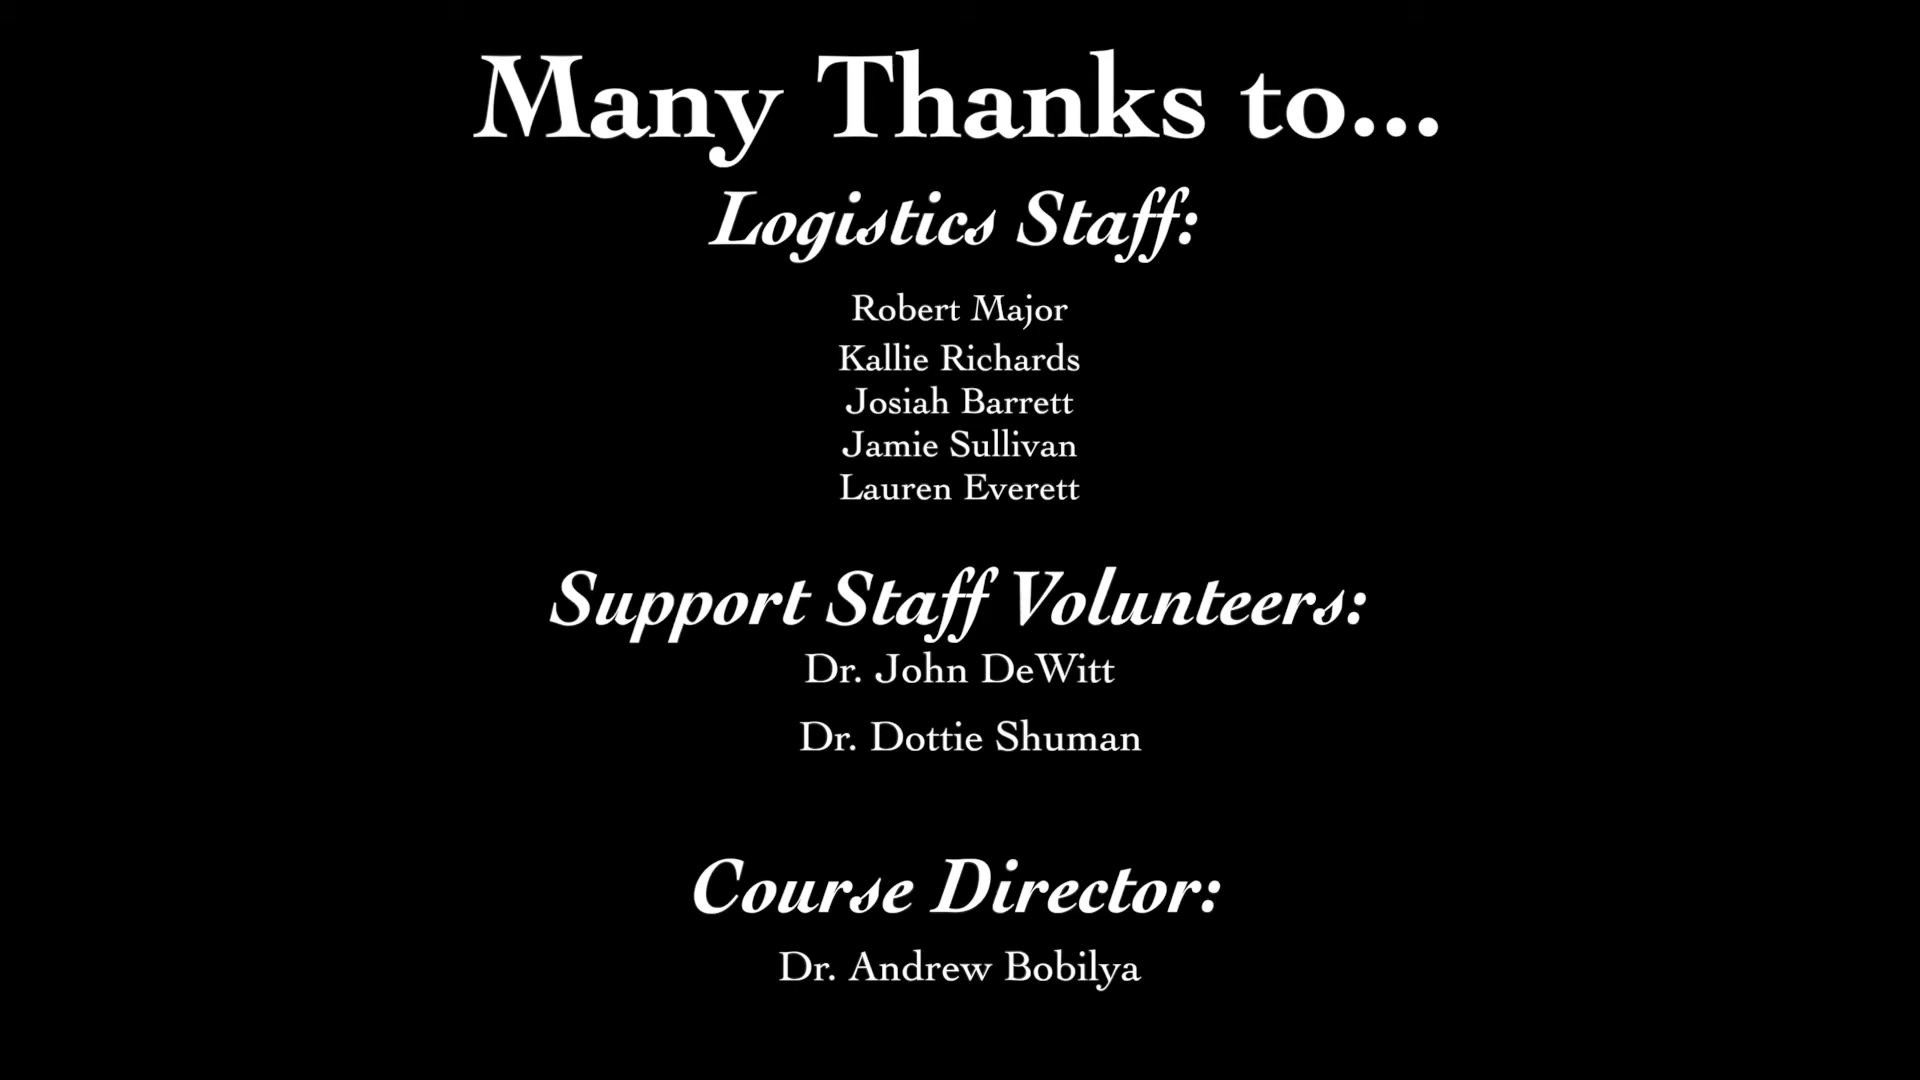 Many Thanks to...
Logistics Staff:
Robert Major
Kallie Richards
Josiah Barrett
Jamie Sullivan
Lauren Everett
Support Staff Volunteers:
Dr. John DeWitt
Dr. Dottie Shuman
Course Director:
Dr. Andrew Bobilya